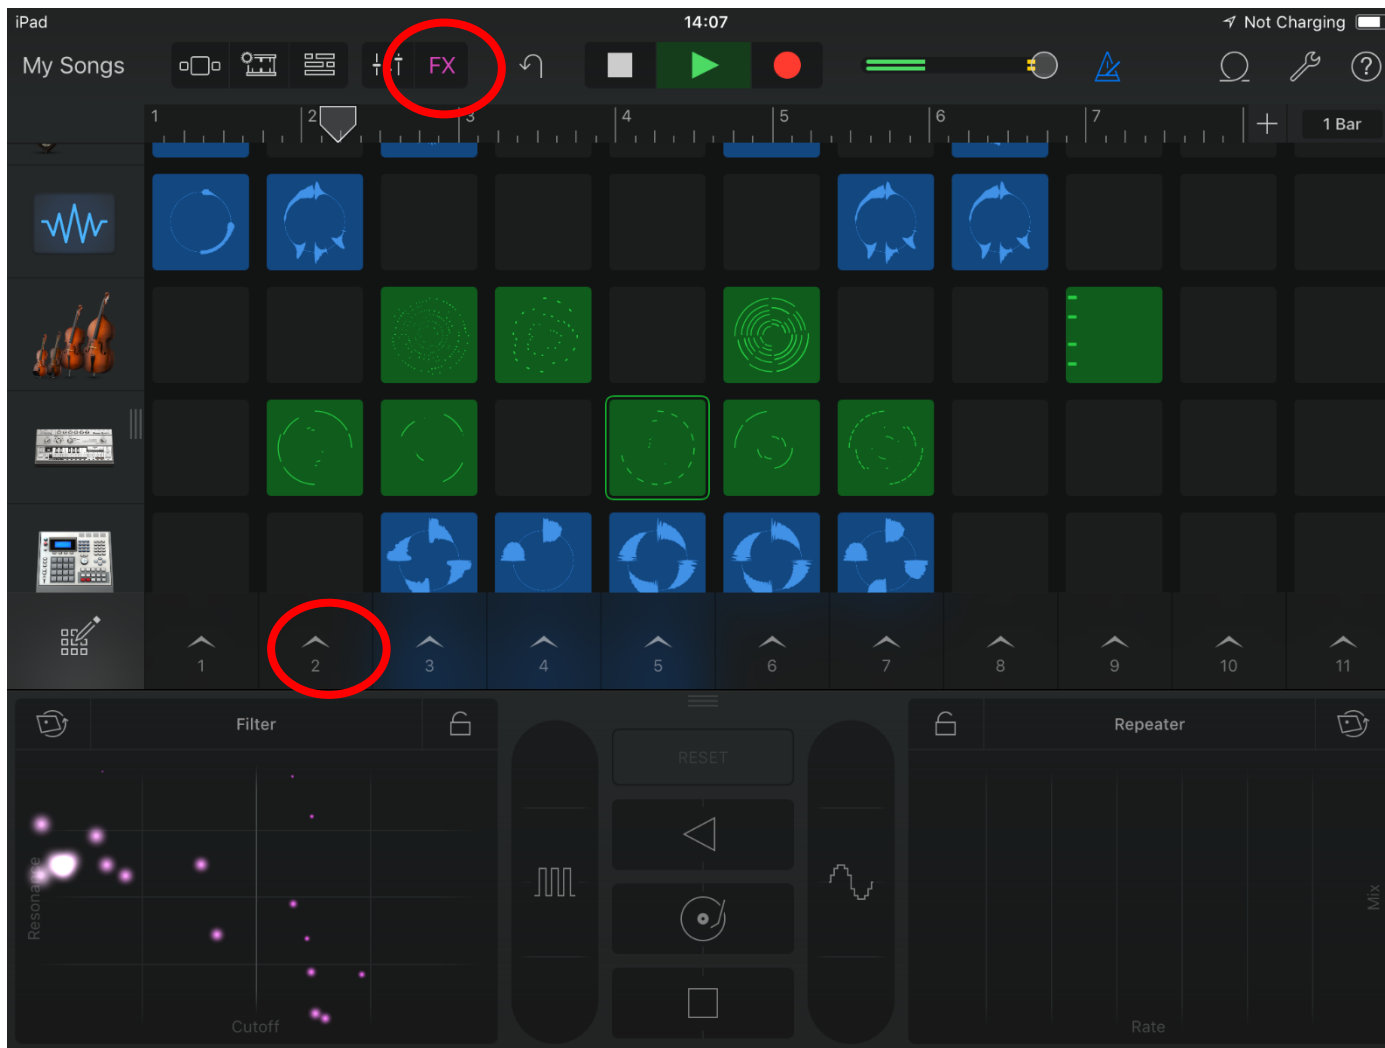 iPad 14:07 Not Charging
My Songs FX ?
1 2 3 4 5 6 7 + 1 Bar
1 2 3 4 5 6 7 8 9 10 11
Filter Repeater
RESET
Resonance
Mix
Cutoff Rate